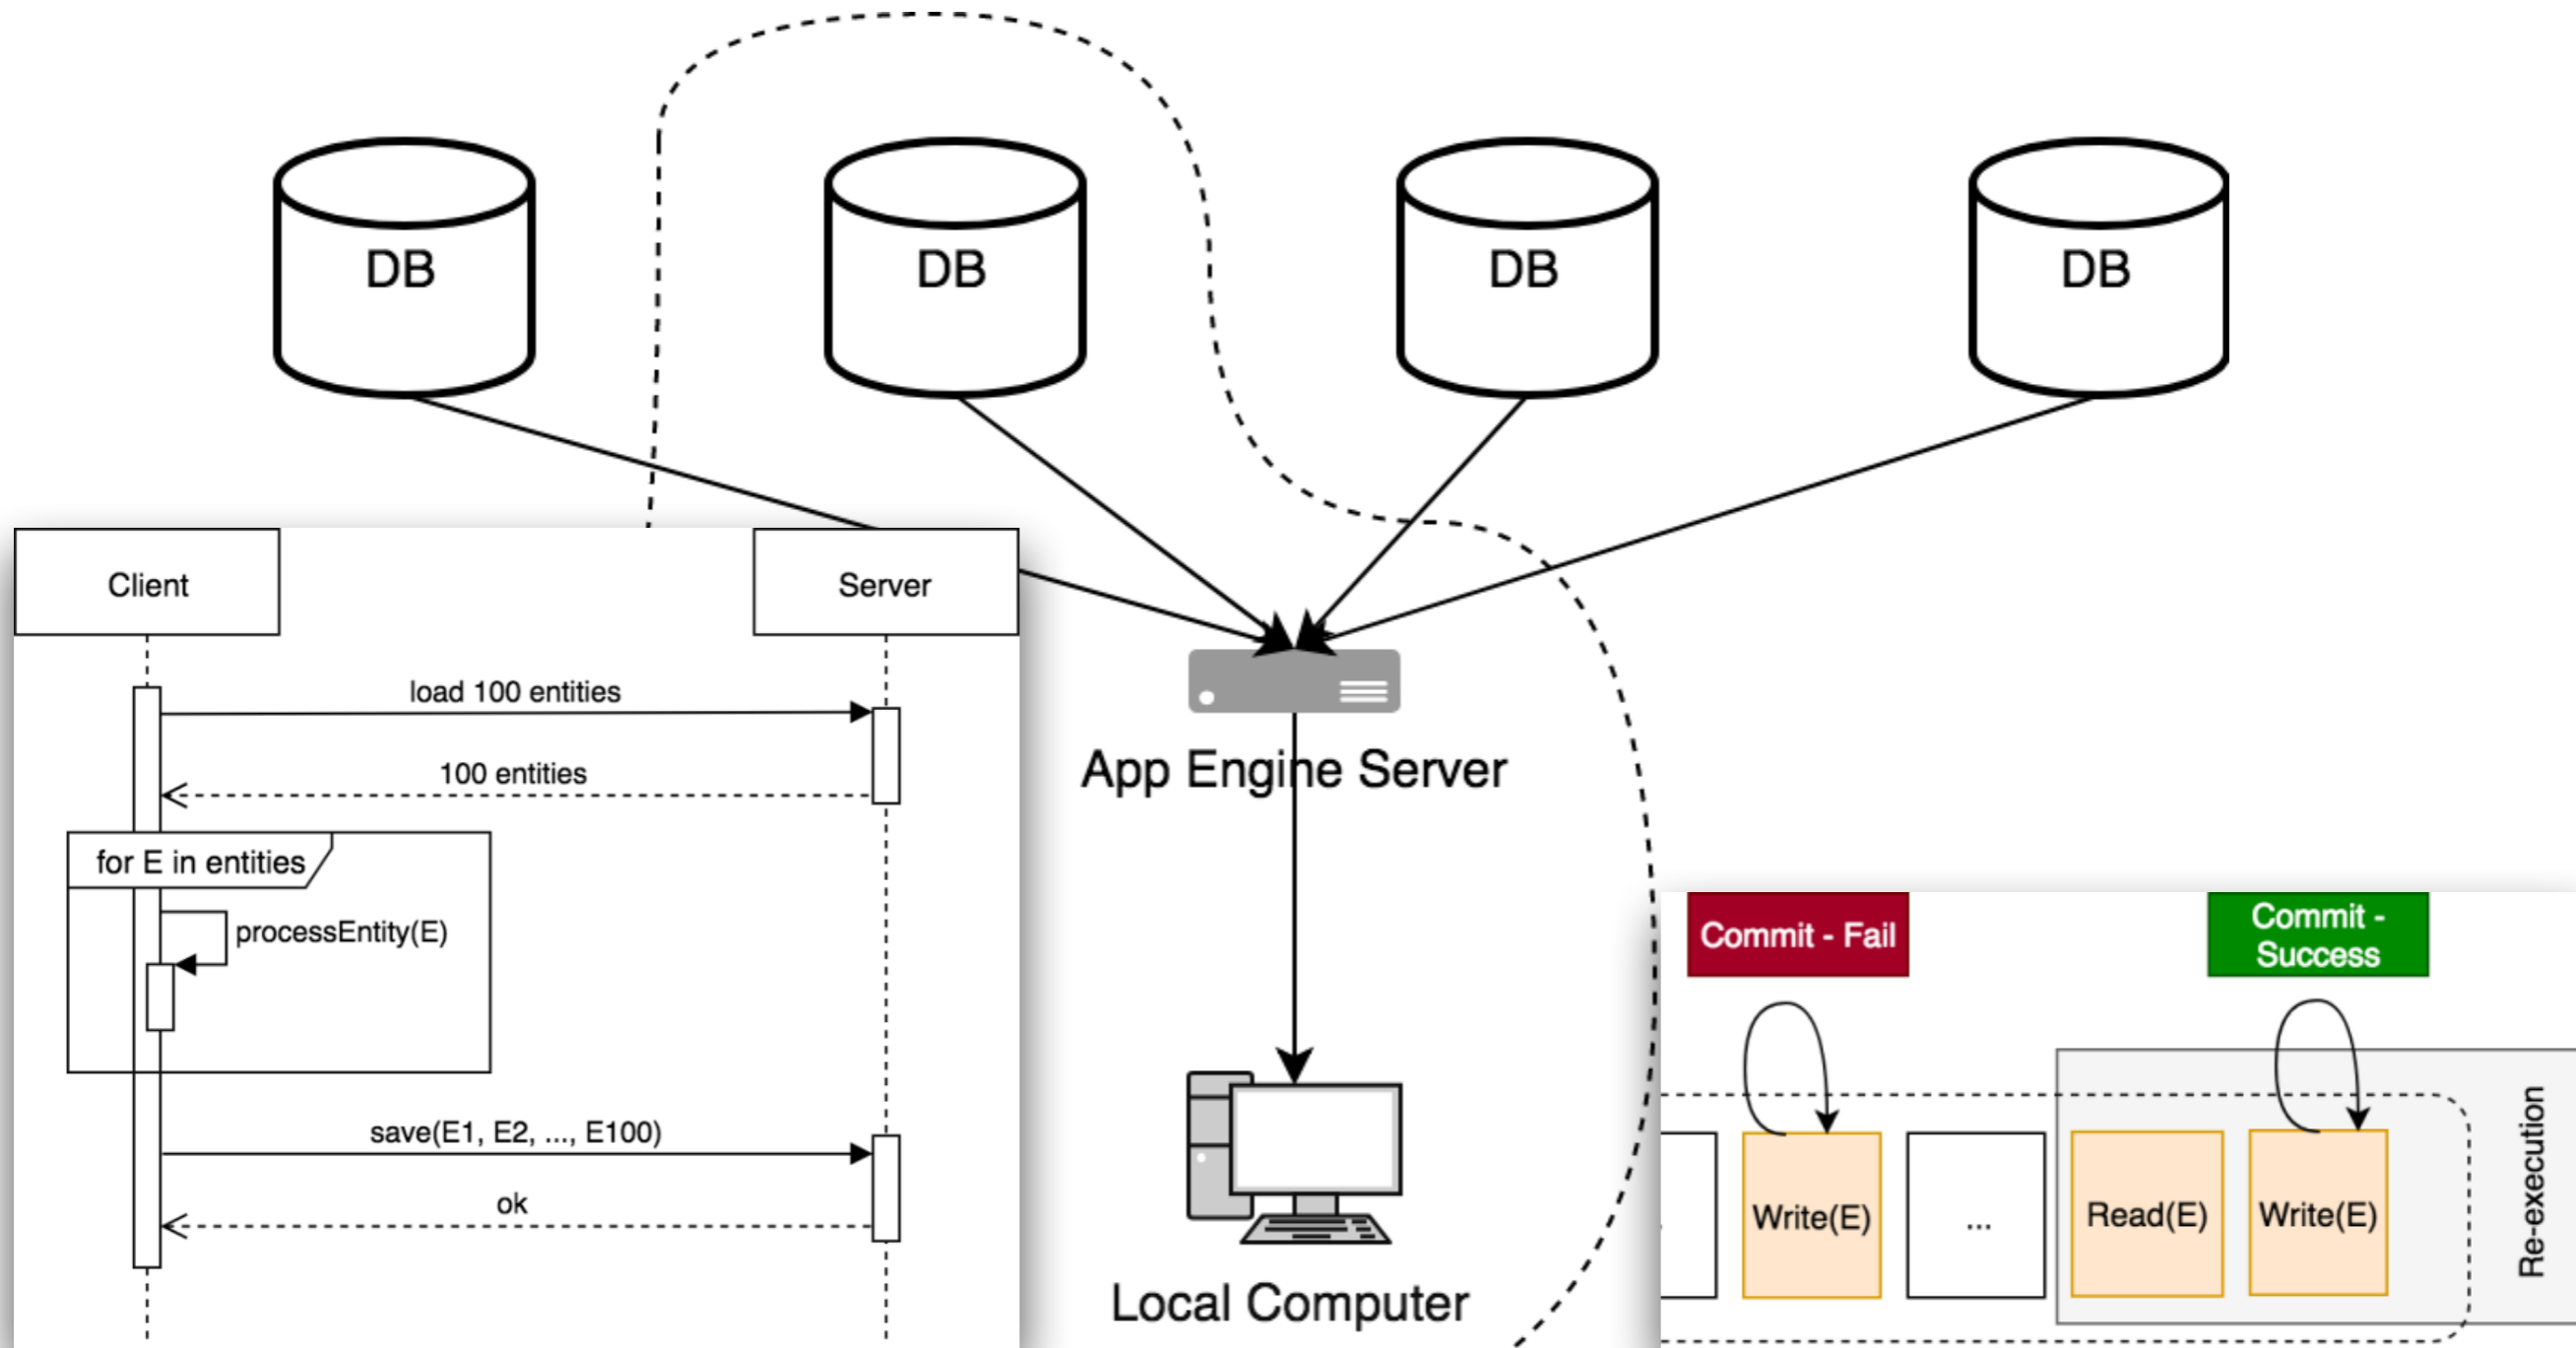 DB
DB
DB
DB
Client
Server
load 100 entities
100 entities
for E in entities
processEntity(E)
save(E1, E2, ..., E100)
ok
App Engine Server
Local Computer
Commit - Fail
Commit -
Success
Write(E)
...
Read(E)
Write(E)
Re-execution